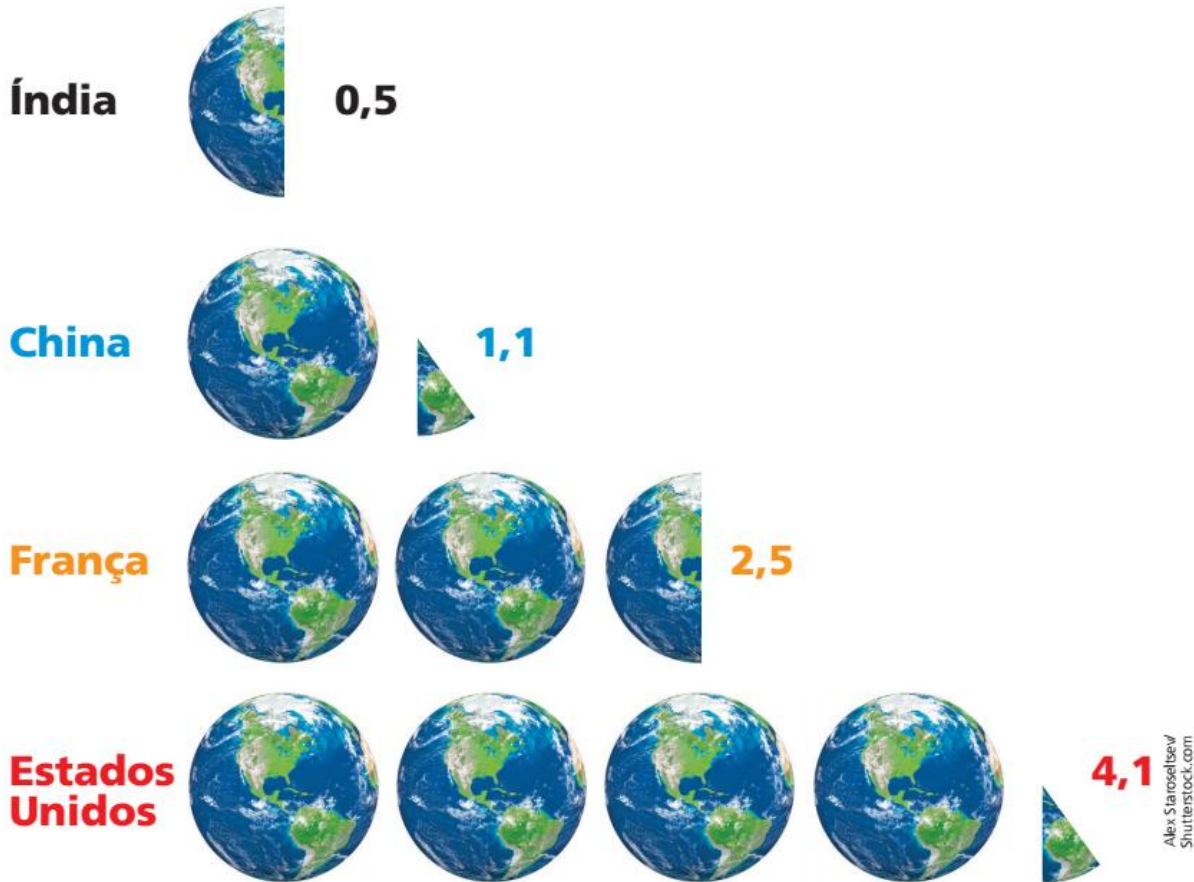 Índia
0,5
China
1,1
França
2,5
Estados
Unidos
4,1
Alex Staroseltsev/
Shutterstock.com